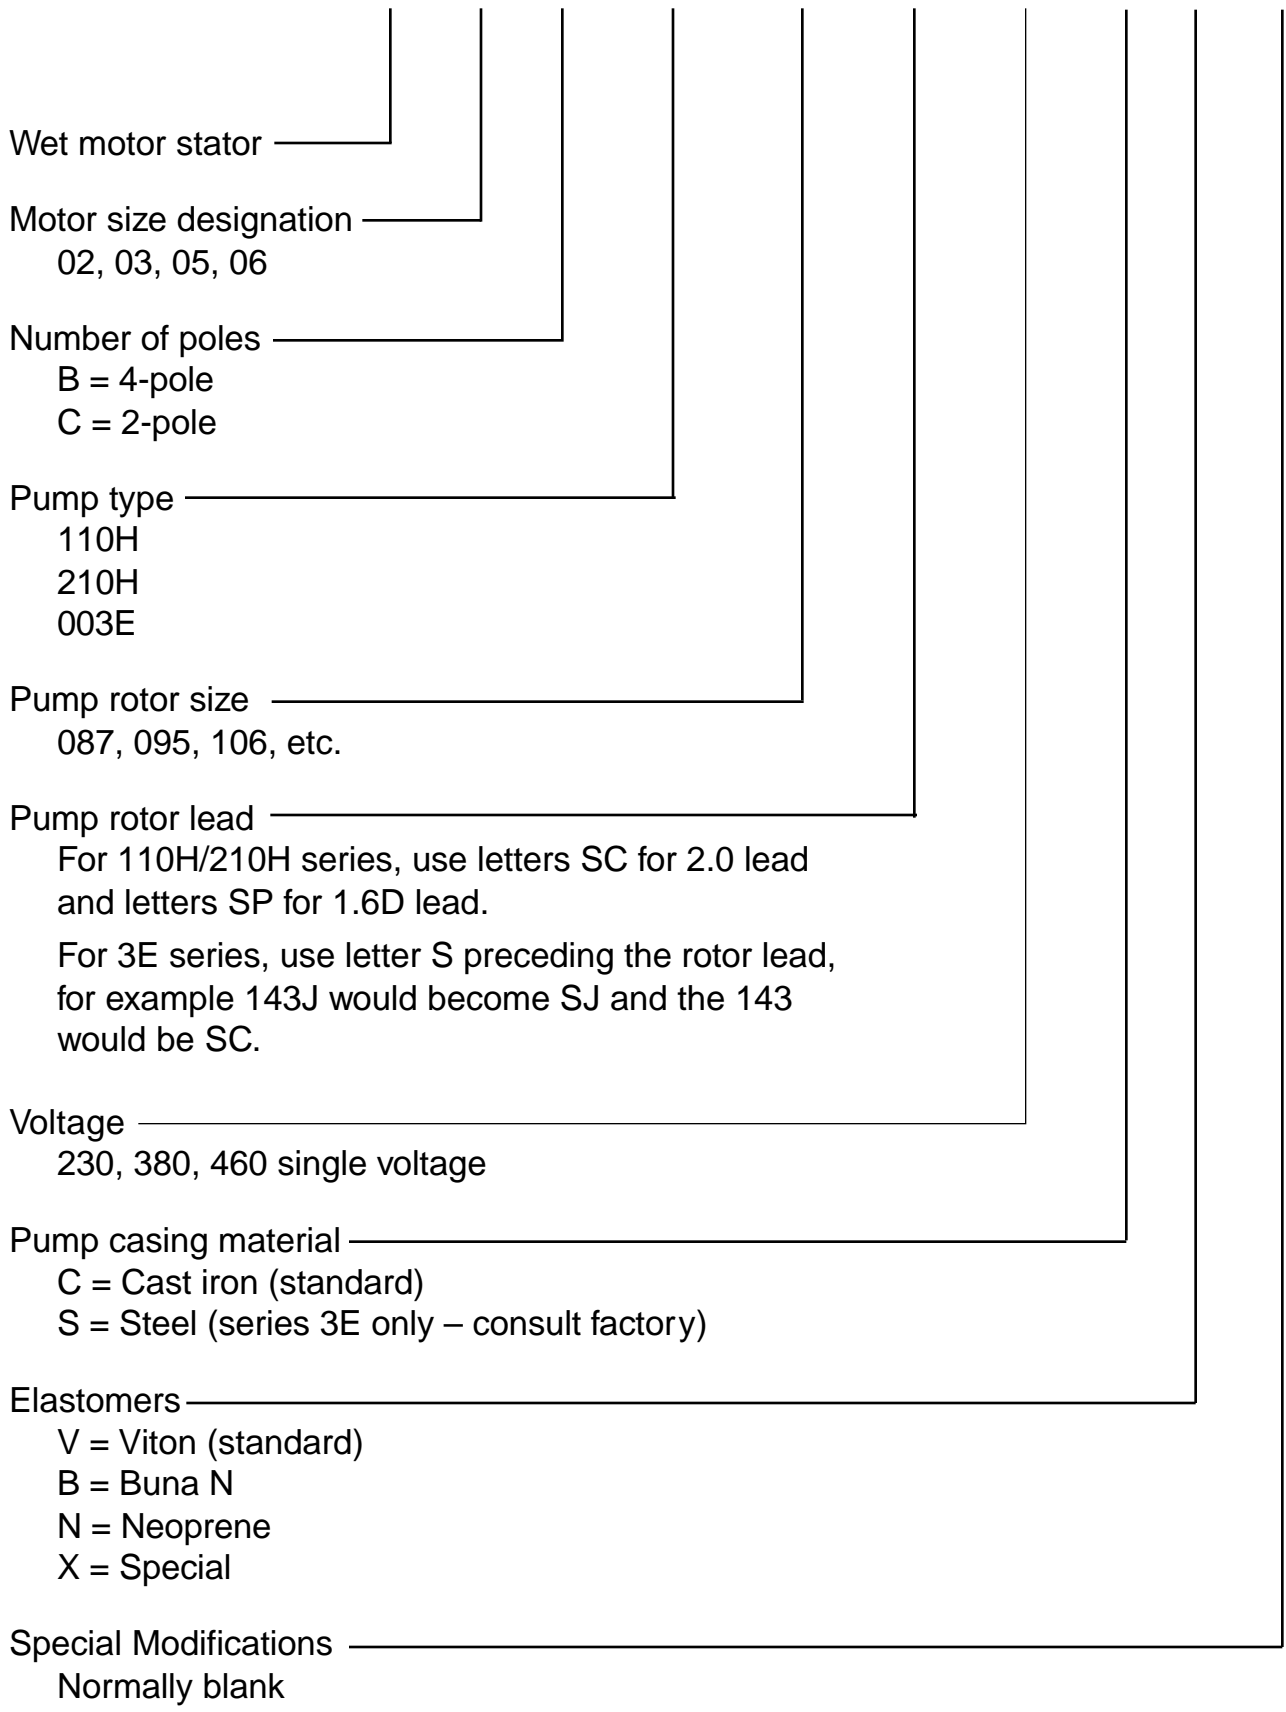 Wet motor stator
Motor size designation
02, 03, 05, 06
Number of poles
B = 4-pole
C = 2-pole
Pump type
110H
210H
003E
Pump rotor size
087, 095, 106, etc.
Pump rotor lead
For 110H/210H series, use letters SC for 2.0 lead
and letters SP for 1.6D lead.
For 3E series, use letter S preceding the rotor lead,
for example 143J would become SJ and the 143
would be SC.
Voltage
230, 380, 460 single voltage
Pump casing material
C = Cast iron (standard)
S = Steel (series 3E only – consult factory)
Elastomers
V = Viton (standard)
B = Buna N
N = Neoprene
X = Special
Special Modifications
Normally blank